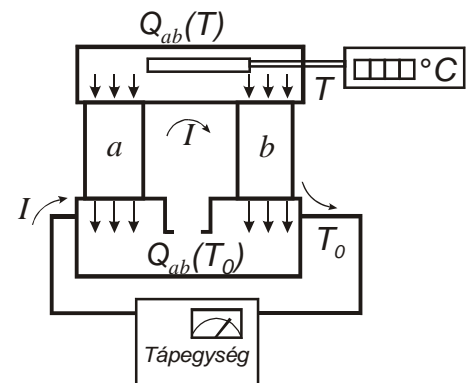 Q_ab(T)
°C
T
a
I
b
I
Q_ab(T_0)
T_0
Tápegység